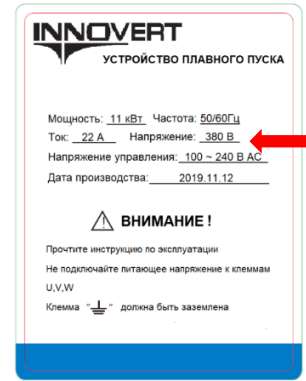 INNOVERT
УСТРОЙСТВО ПЛАВНОГО ПУСКА
Мощность: 11 кВт Частота: 50/60Гц
Ток: 22 А Напряжение: 380 В
Напряжение управления: 100 ~ 240 В АС
Дата производства: 2019.11.12
ВНИМАНИЕ !
Прочтите инструкцию по эксплуатации
Не подключайте питающее напряжение к клеммам
U,V,W
Клемма " " должна быть заземлена